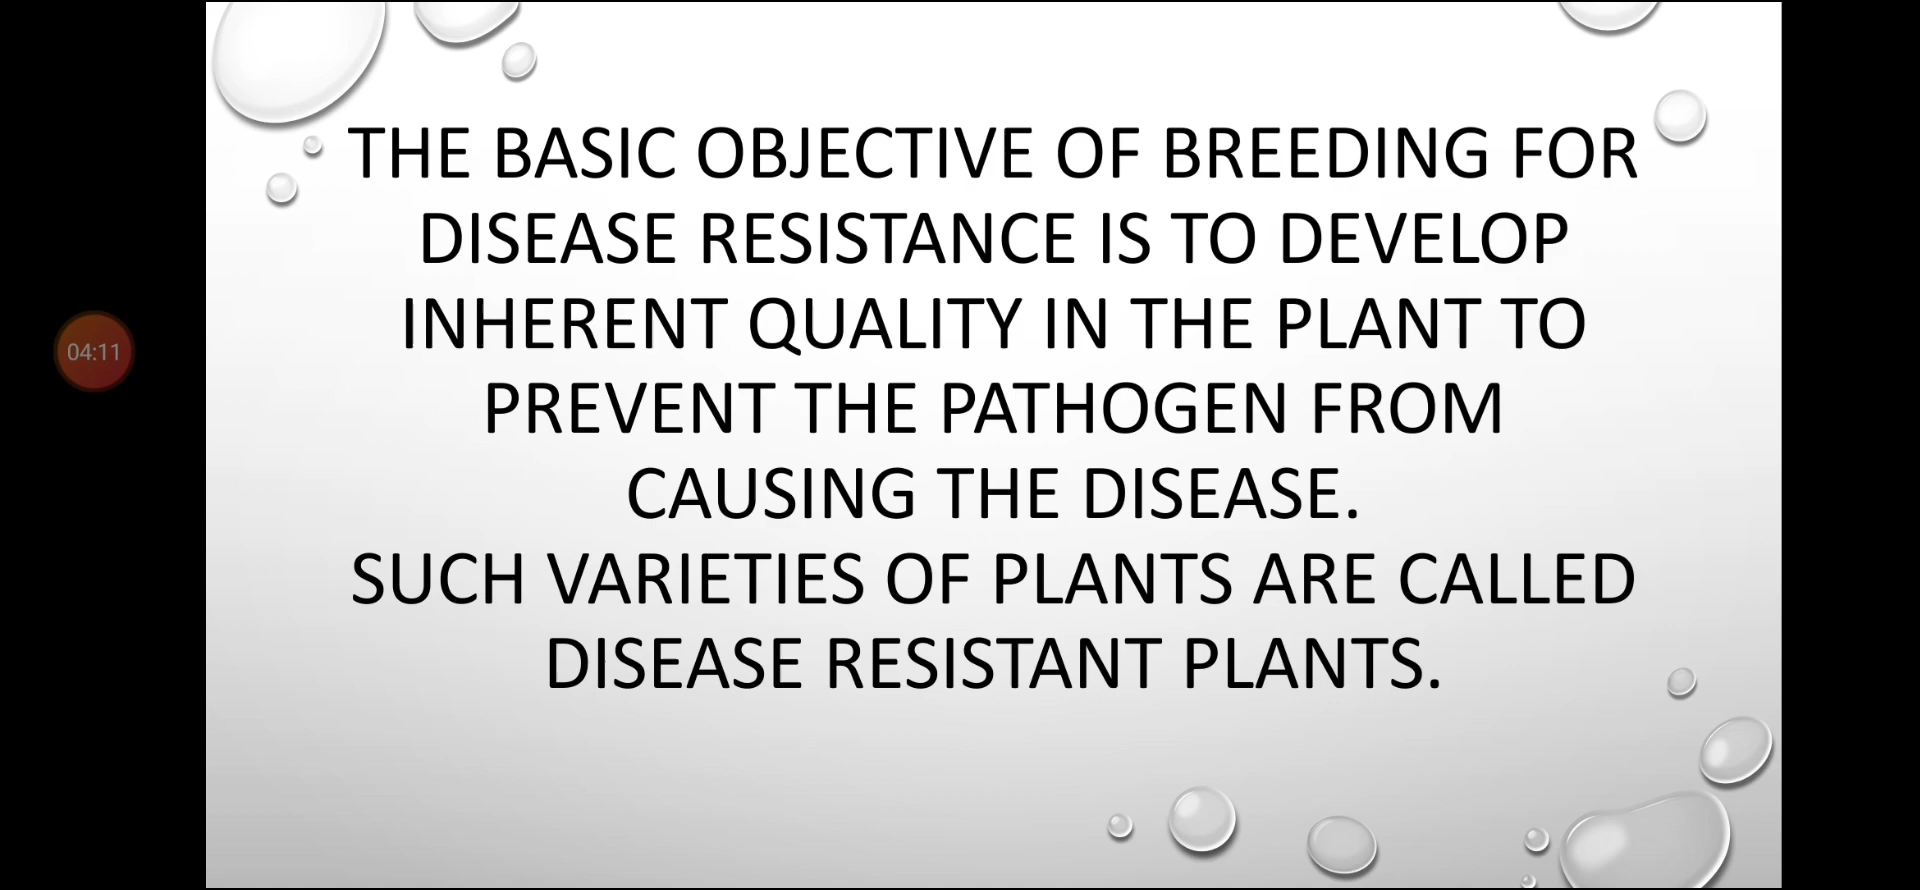 THE BASIC OBJECTIVE OF BREEDING FOR
DISEASE RESISTANCE IS TO DEVELOP
INHERENT QUALITY IN THE PLANT TO
PREVENT THE PATHOGEN FROM
CAUSING THE DISEASE.
SUCH VARIETIES OF PLANTS ARE CALLED
DISEASE RESISTANT PLANTS.
04:11